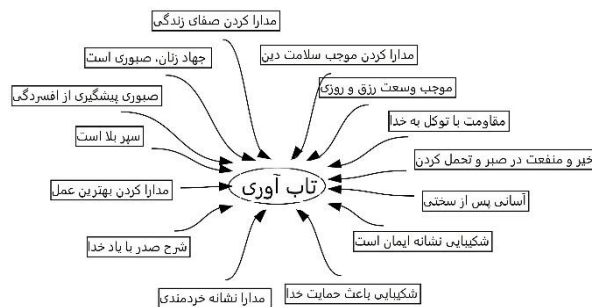 مدارا کردن صفای زندگی
مدارا کردن موجب سلامت دین
جهاد زنان، صبوری است
موجب وسعت رزق و روزی
صبوری پیشگیری از افسردگی
مقاومت با توکل به خدا
سپر بلا است
خیر و منفعت در صبر و تحمل کردن
تاب آوری
مدارا کردن بهترین عمل
آسانی پس از سختی
شرح صدر با یاد خدا
شکیبایی نشانه ایمان است
مدارا نشانه خردمندی
شکیبایی باعث حمایت خدا